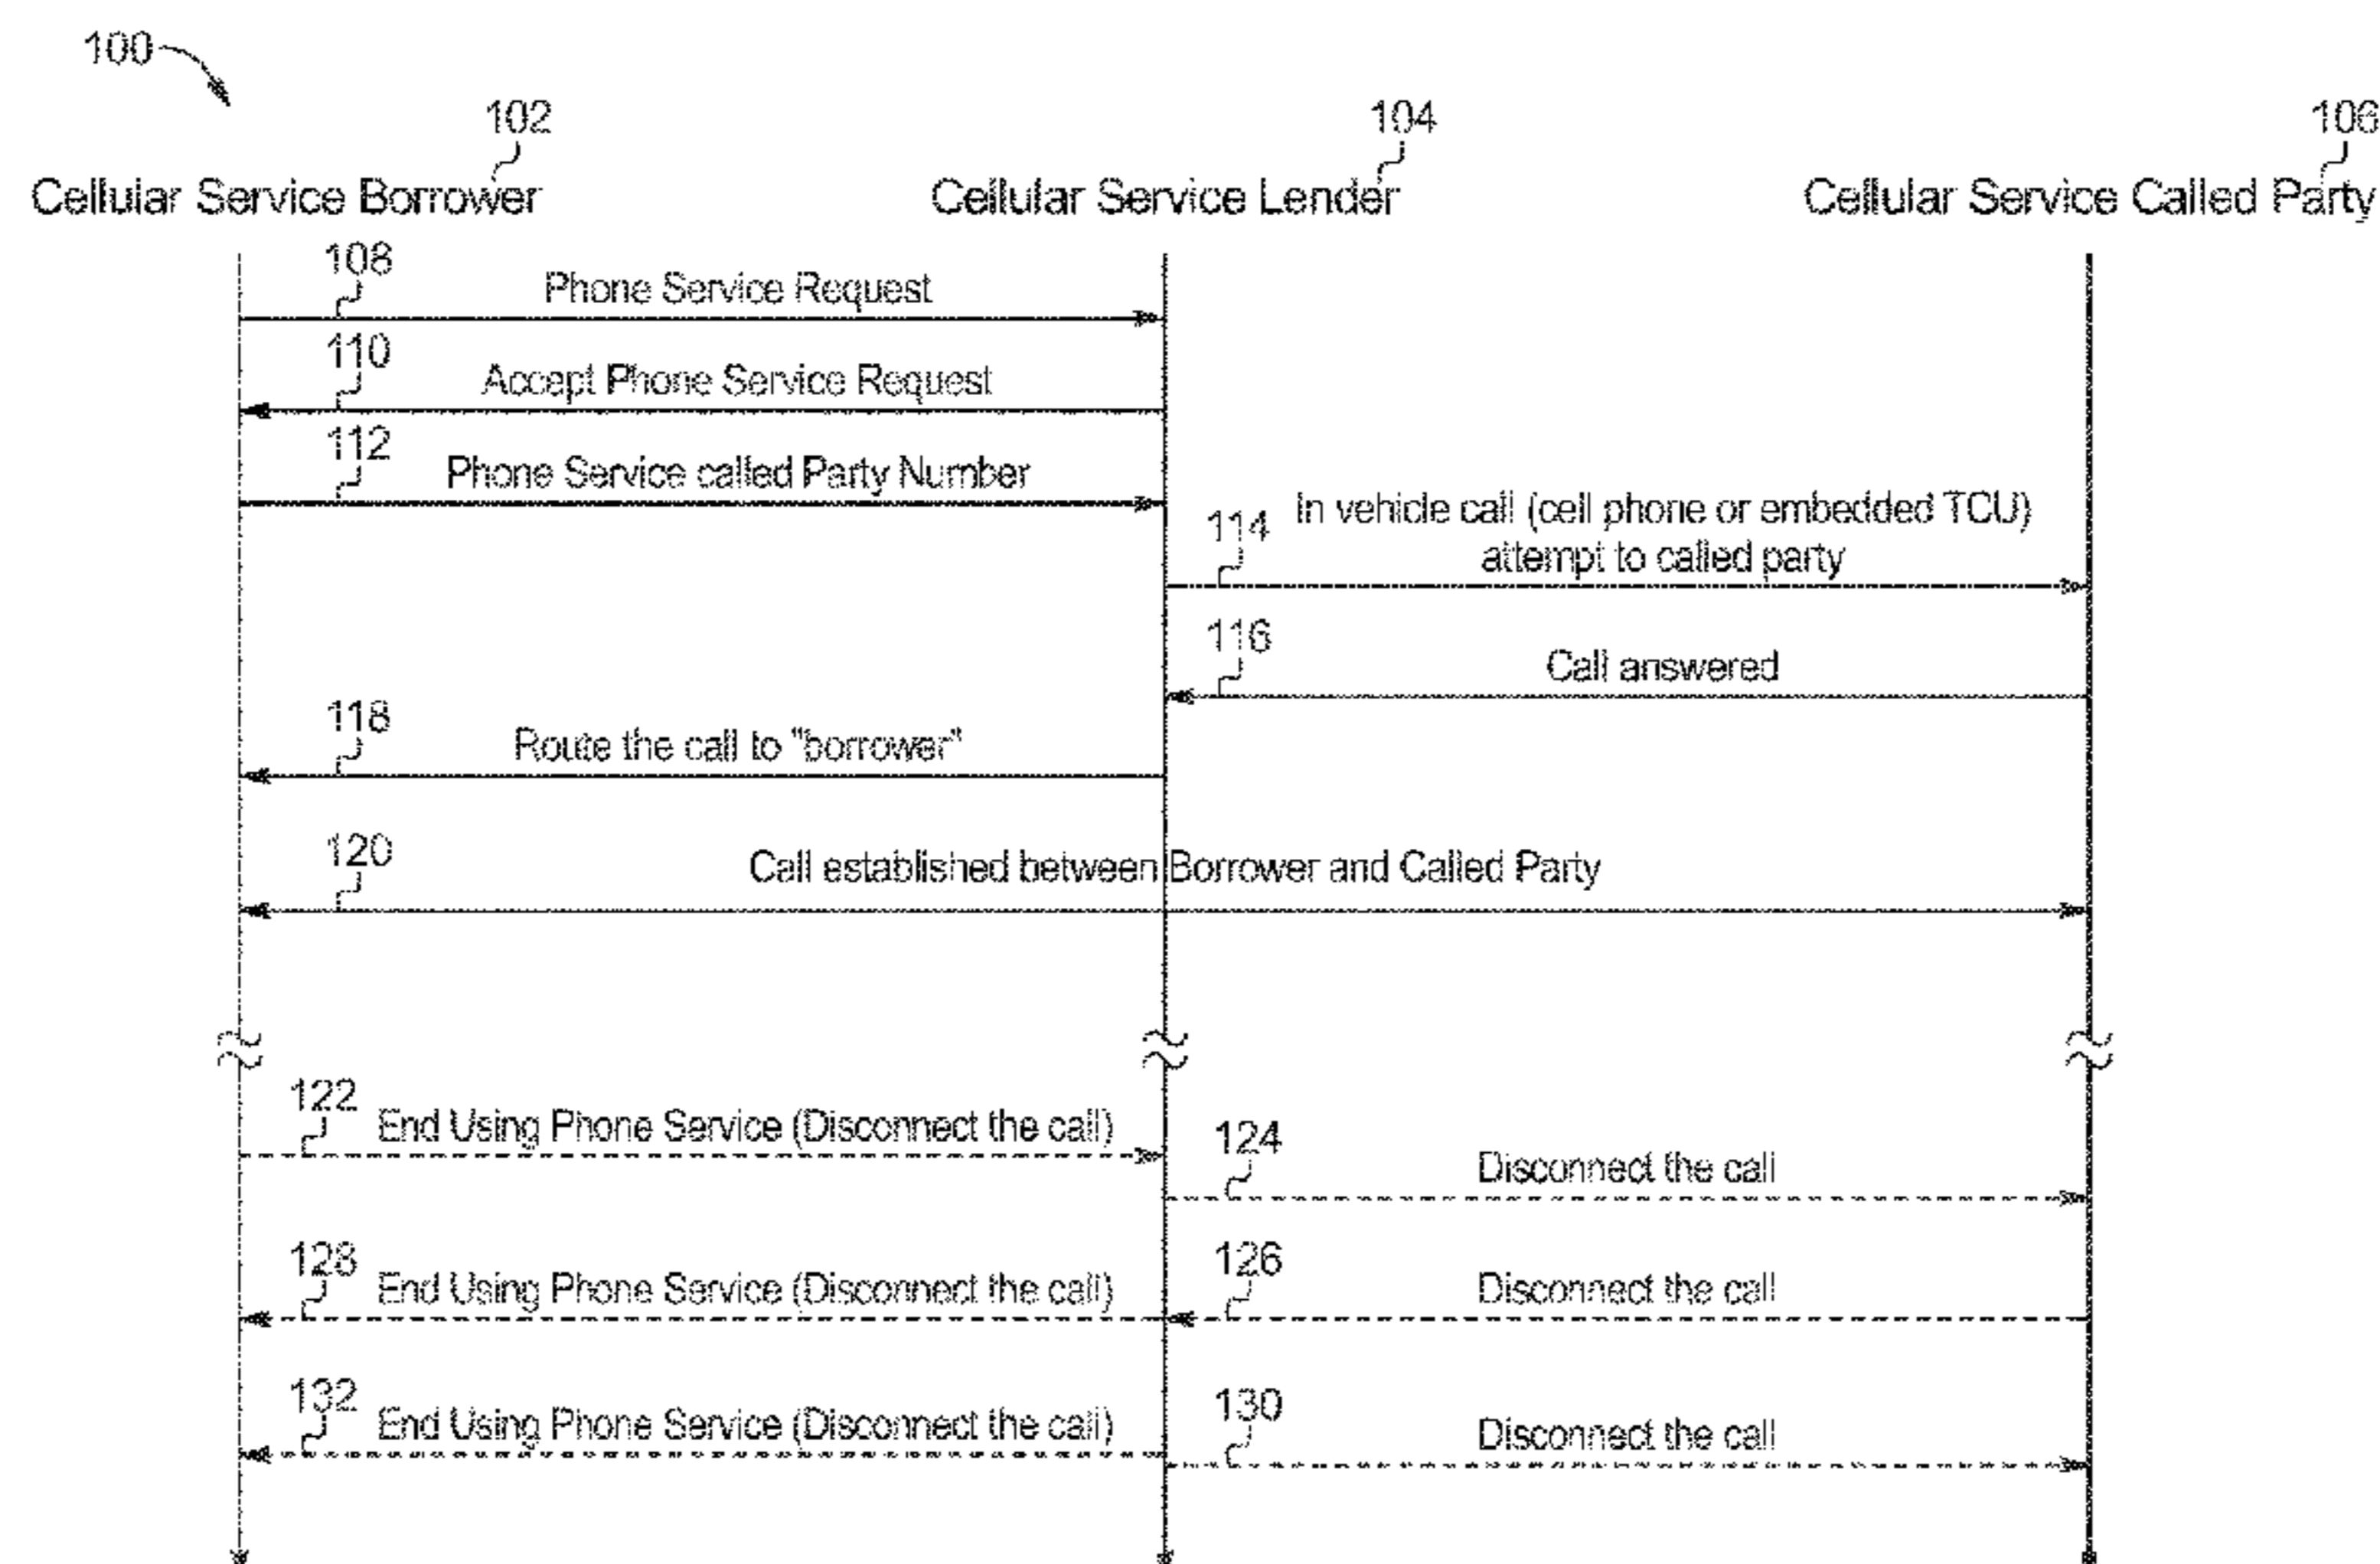 100
102
104
106
Cellular Service Borrower
Cellular Service Lender
Cellular Service Called Party
108
Phone Service Request
110
Accept Phone Service Request
112
Phone Service called Party Number
114
In vehicle call (cell phone or embedded TCU)
attempt to called party
116
Call answered
118
Route the call to "borrower"
120
Call established between Borrower and Called Party
122
End Using Phone Service (Disconnect the call)
124
Disconnect the call
128
End Using Phone Service (Disconnect the call)
126
Disconnect the call
132
End Using Phone Service (Disconnect the call)
130
Disconnect the call